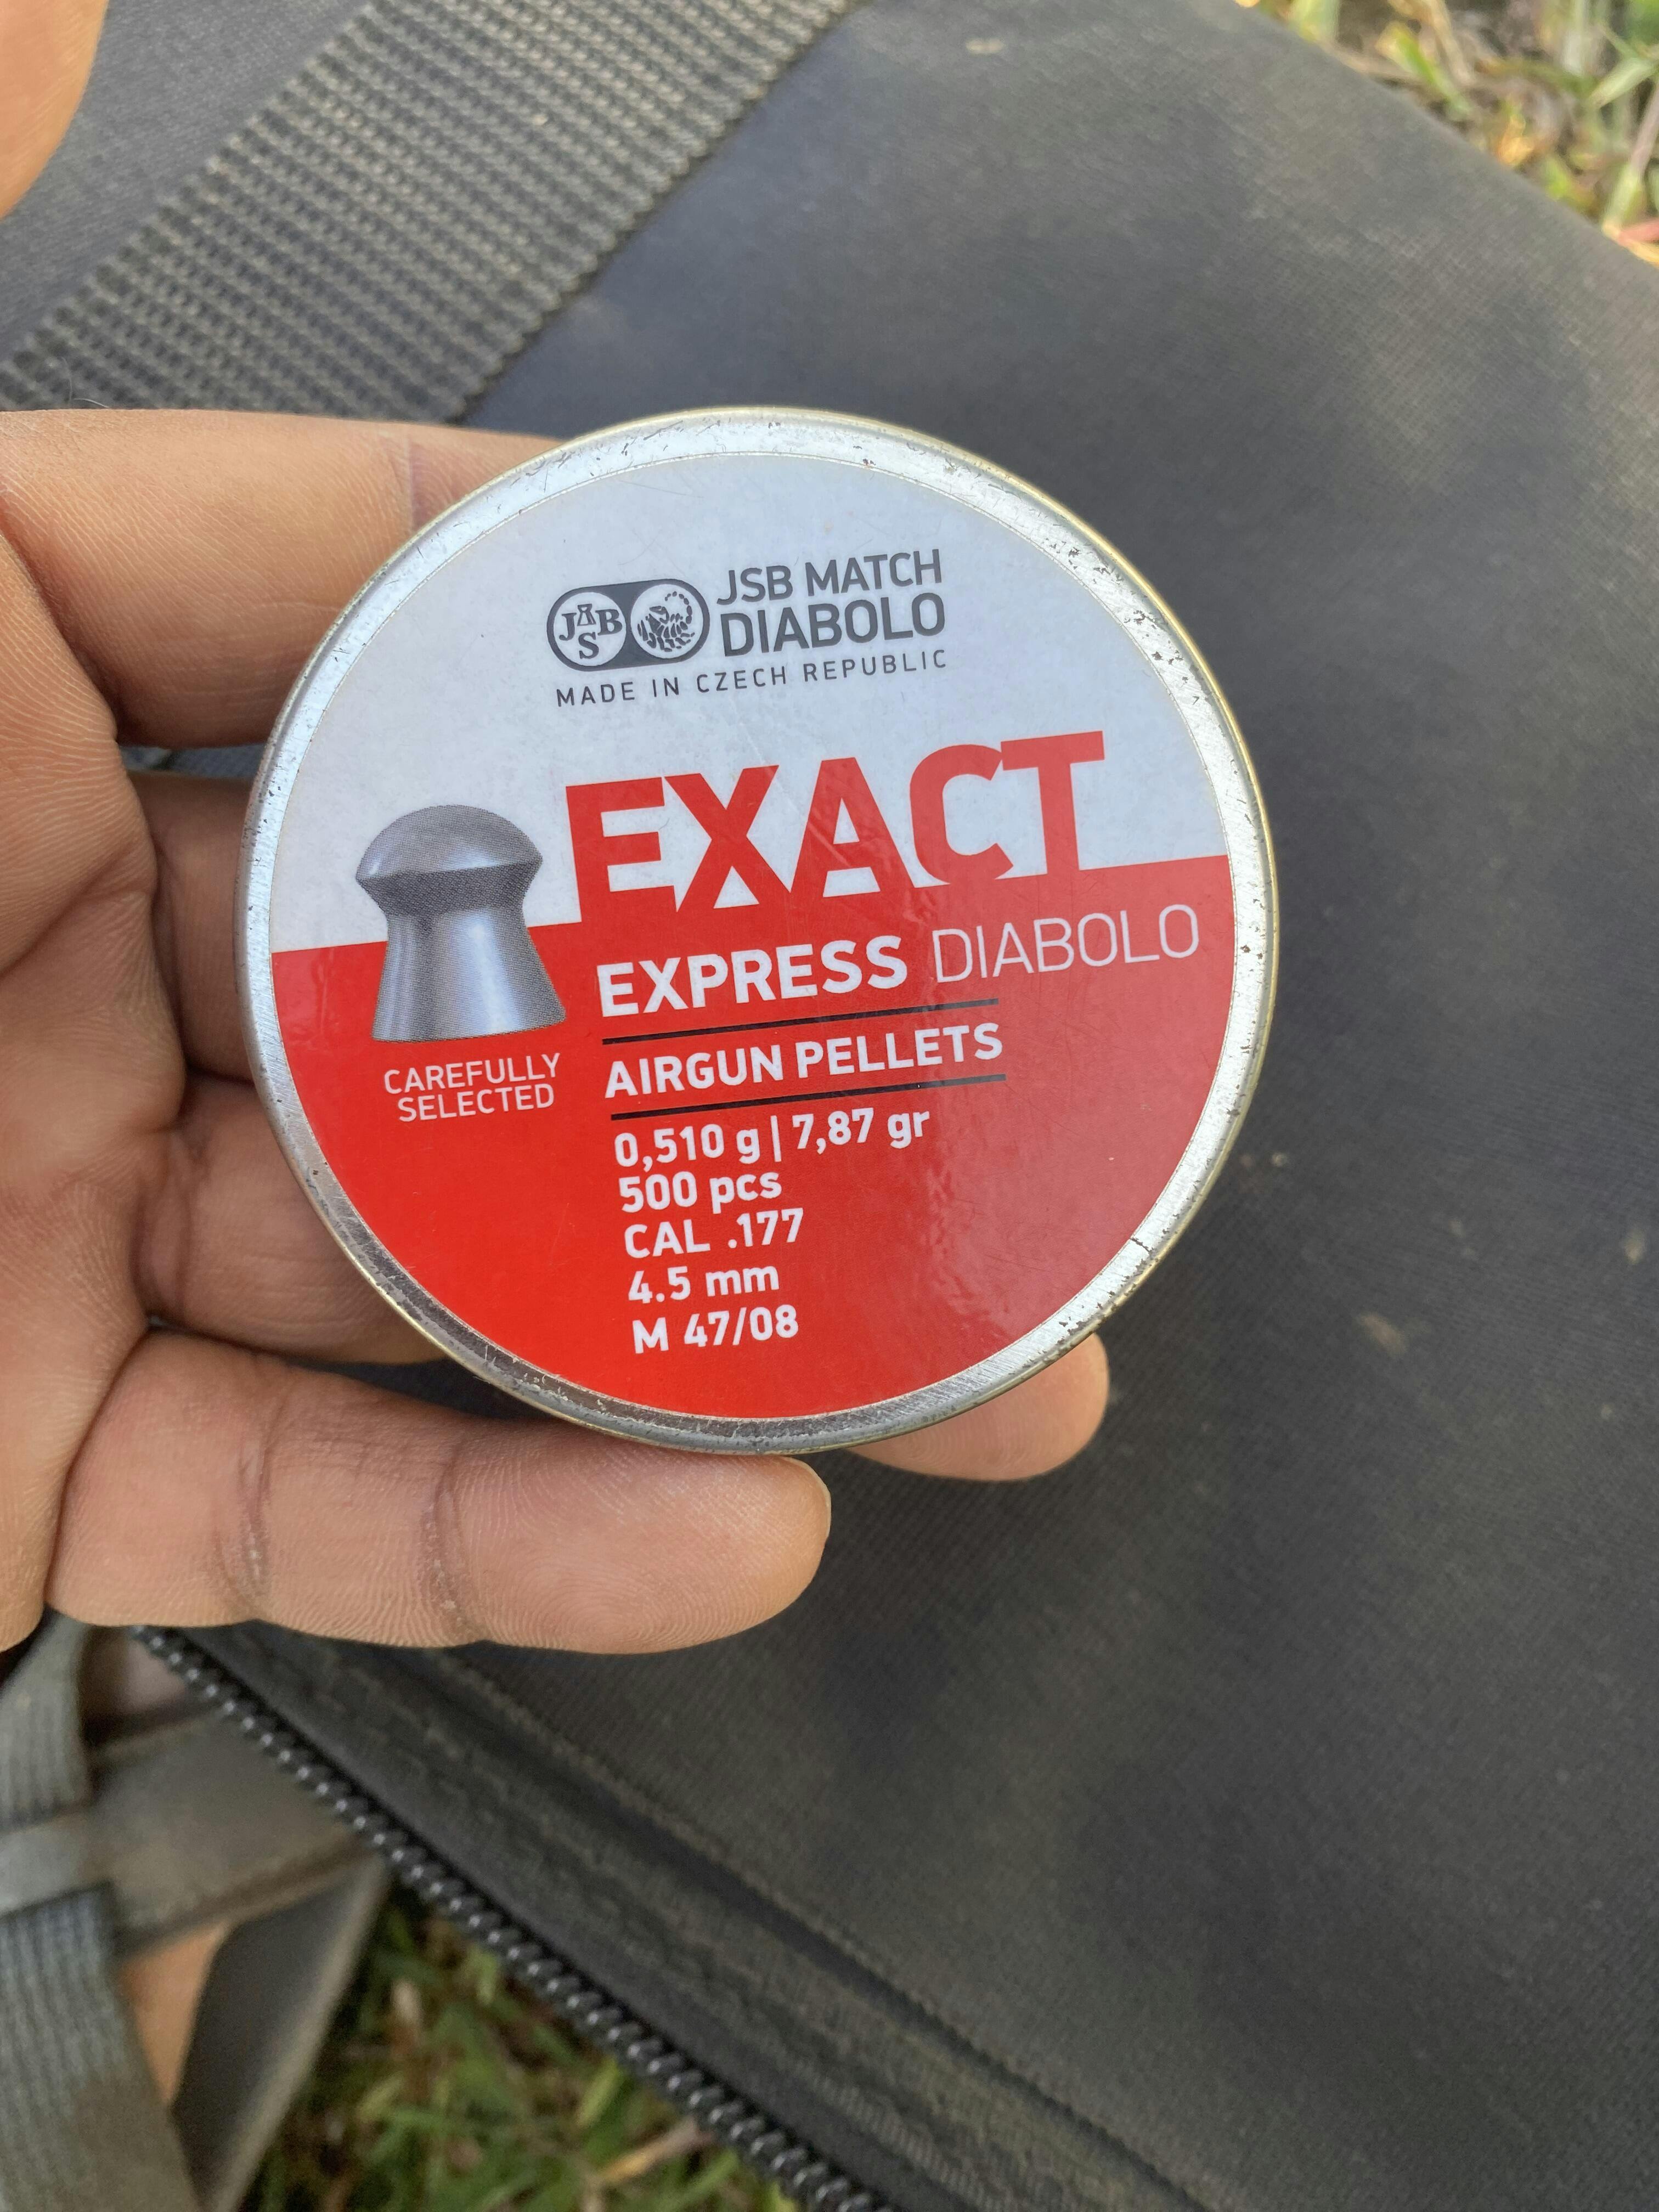 JSB
JSB MATCH
DIABOLO
MADE IN CZECH REPUBLIC
EXACT
EXPRESS DIABOLO
AIRGUN PELLETS
CAREFULLY
SELECTED
0,510 g | 7,87 gr
500 pcs
CAL .177
4.5 mm
M 47/08